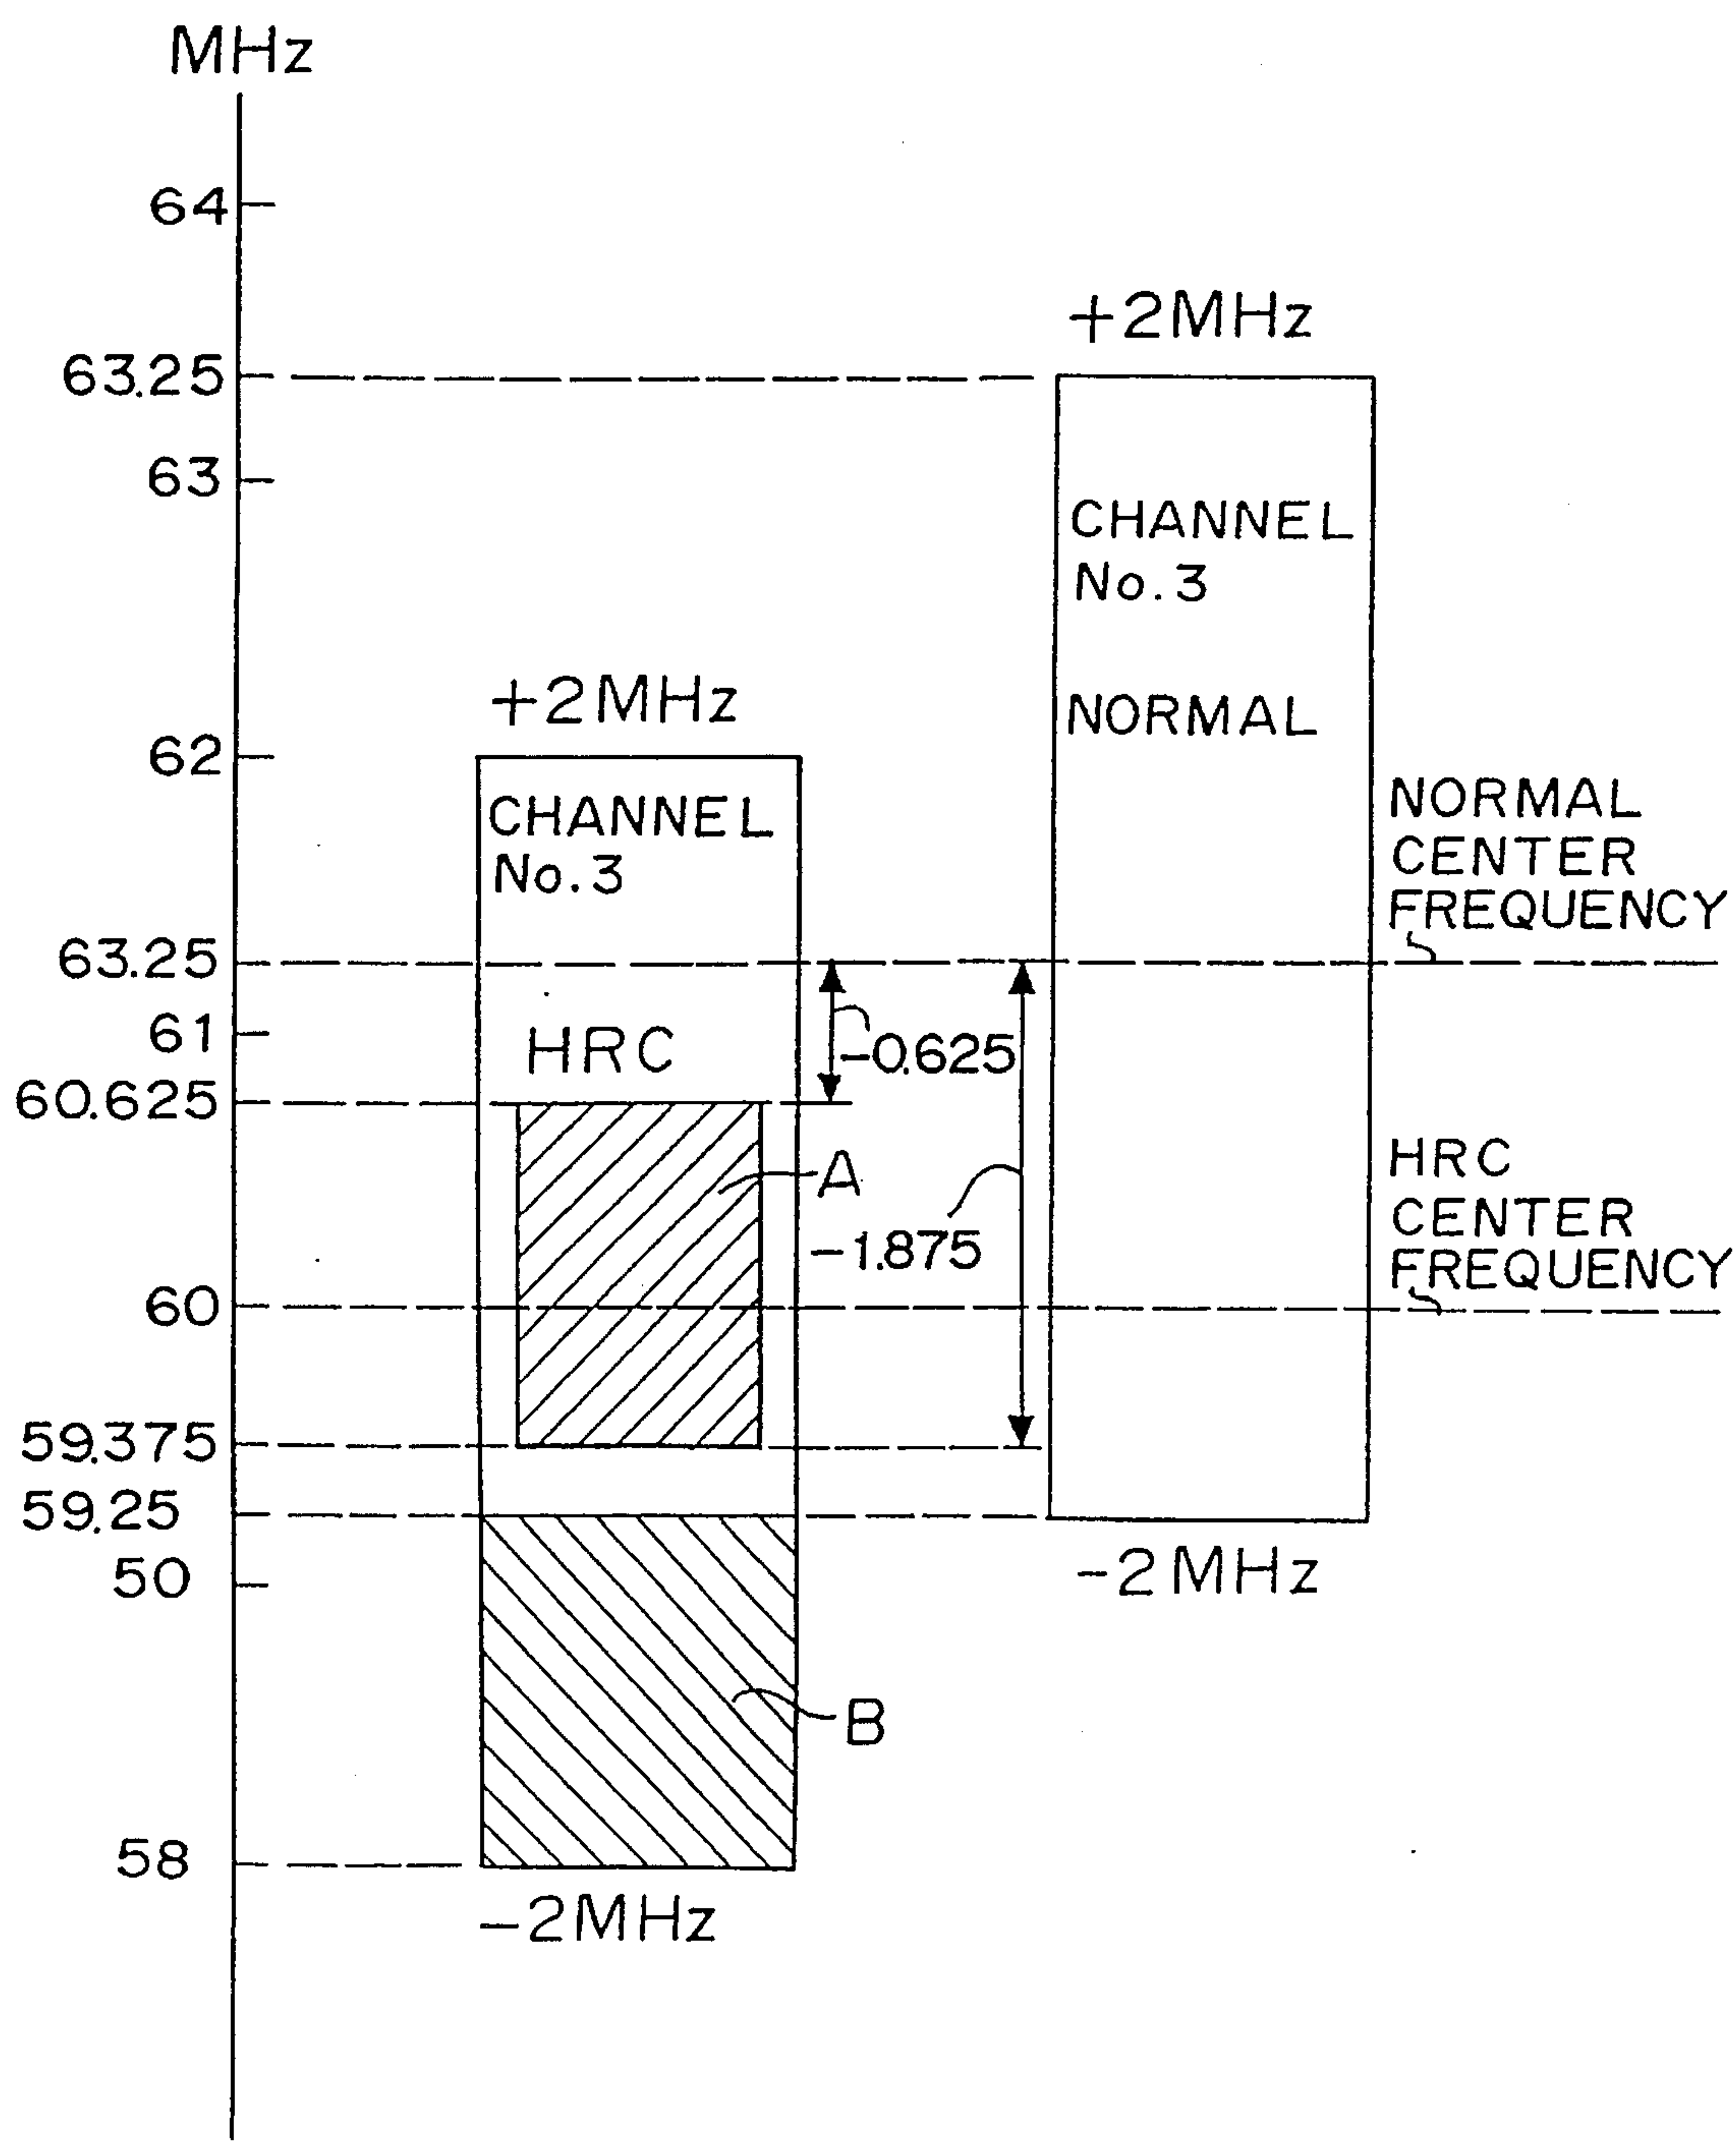 MHz
64
+2MHz
63.25
63
CHANNEL
No.3
NORMAL
+2MHz
62
CHANNEL
No.3
NORMAL
CENTER
FREQUENCY
63.25
61
HRC
-0.625
60.625
A
HRC
CENTER
FREQUENCY
-1.875
60
59.375
59.25
50
-2MHz
B
58
-2MHz